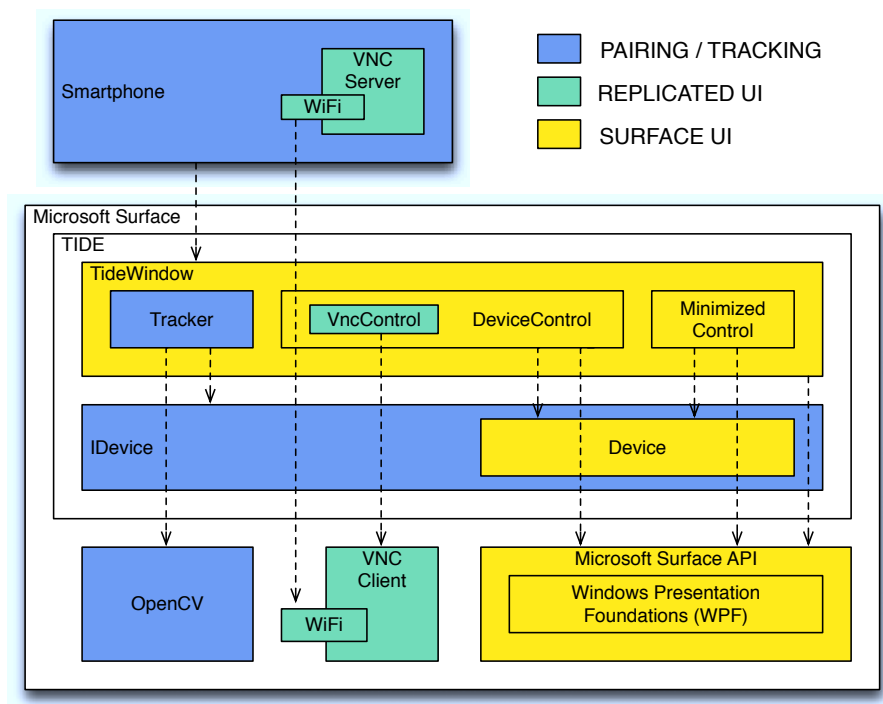 VNC
Server
Smartphone
WiFi
PAIRING / TRACKING
REPLICATED UI
SURFACE UI
Microsoft Surface
TIDE
TideWindow
Tracker
VncControl
DeviceControl
Minimized
Control
IDevice
Device
OpenCV
VNC
Client
WiFi
Microsoft Surface API
Windows Presentation
Foundations (WPF)